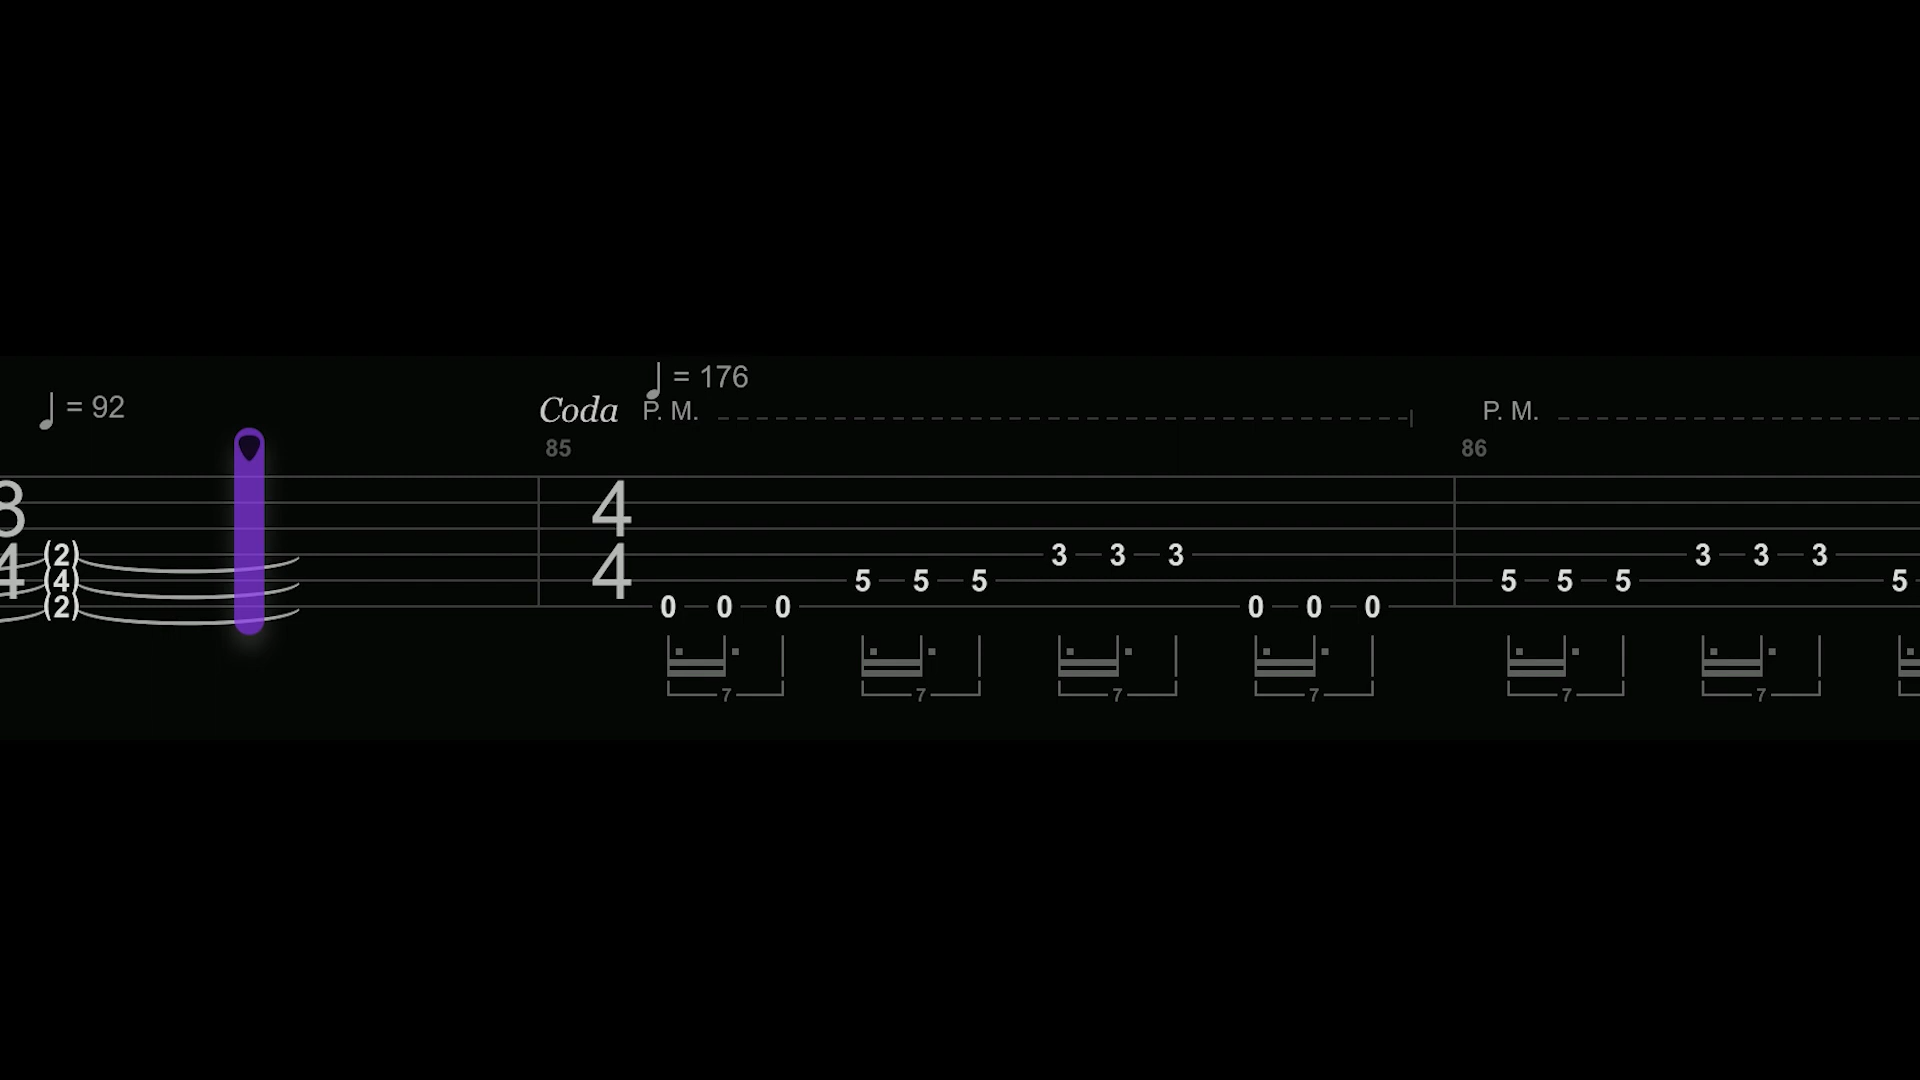 = 176
= 92
Coda P. M. P. M.
85 86
8 4
4 4
(2) 3 3 3 3 3 3
(4) 5 5 5 5 5 5 5
(2) 0 0 0 0 0 0
7 7 7 7 7 7